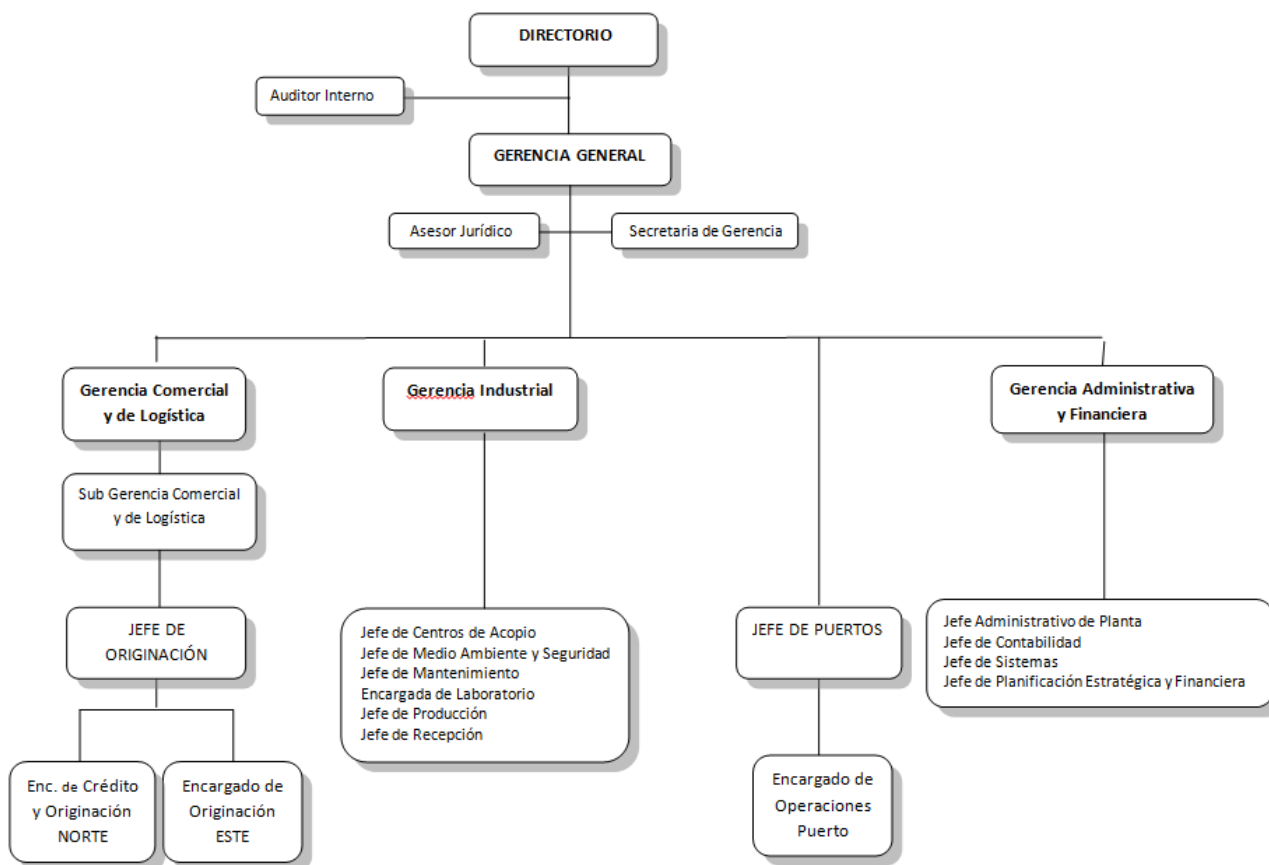 DIRECTORIO
Auditor Interno
GERENCIA GENERAL
Asesor Jurídico
Secretaria de Gerencia
Gerencia Comercial
y de Logística
Gerencia Industrial
Gerencia Administrativa
y Financiera
Sub Gerencia Comercial
y de Logística
JEFE DE
ORIGINACIÓN
Jefe de Centros de Acopio
Jefe de Medio Ambiente y Seguridad
Jefe de Mantenimiento
Encargada de Laboratorio
Jefe de Producción
Jefe de Recepción
JEFE DE PUERTOS
Jefe Administrativo de Planta
Jefe de Contabilidad
Jefe de Sistemas
Jefe de Planificación Estratégica y Financiera
Enc. de Crédito
y Originación
NORTE
Encargado de
Originación
ESTE
Encargado de
Operaciones
Puerto